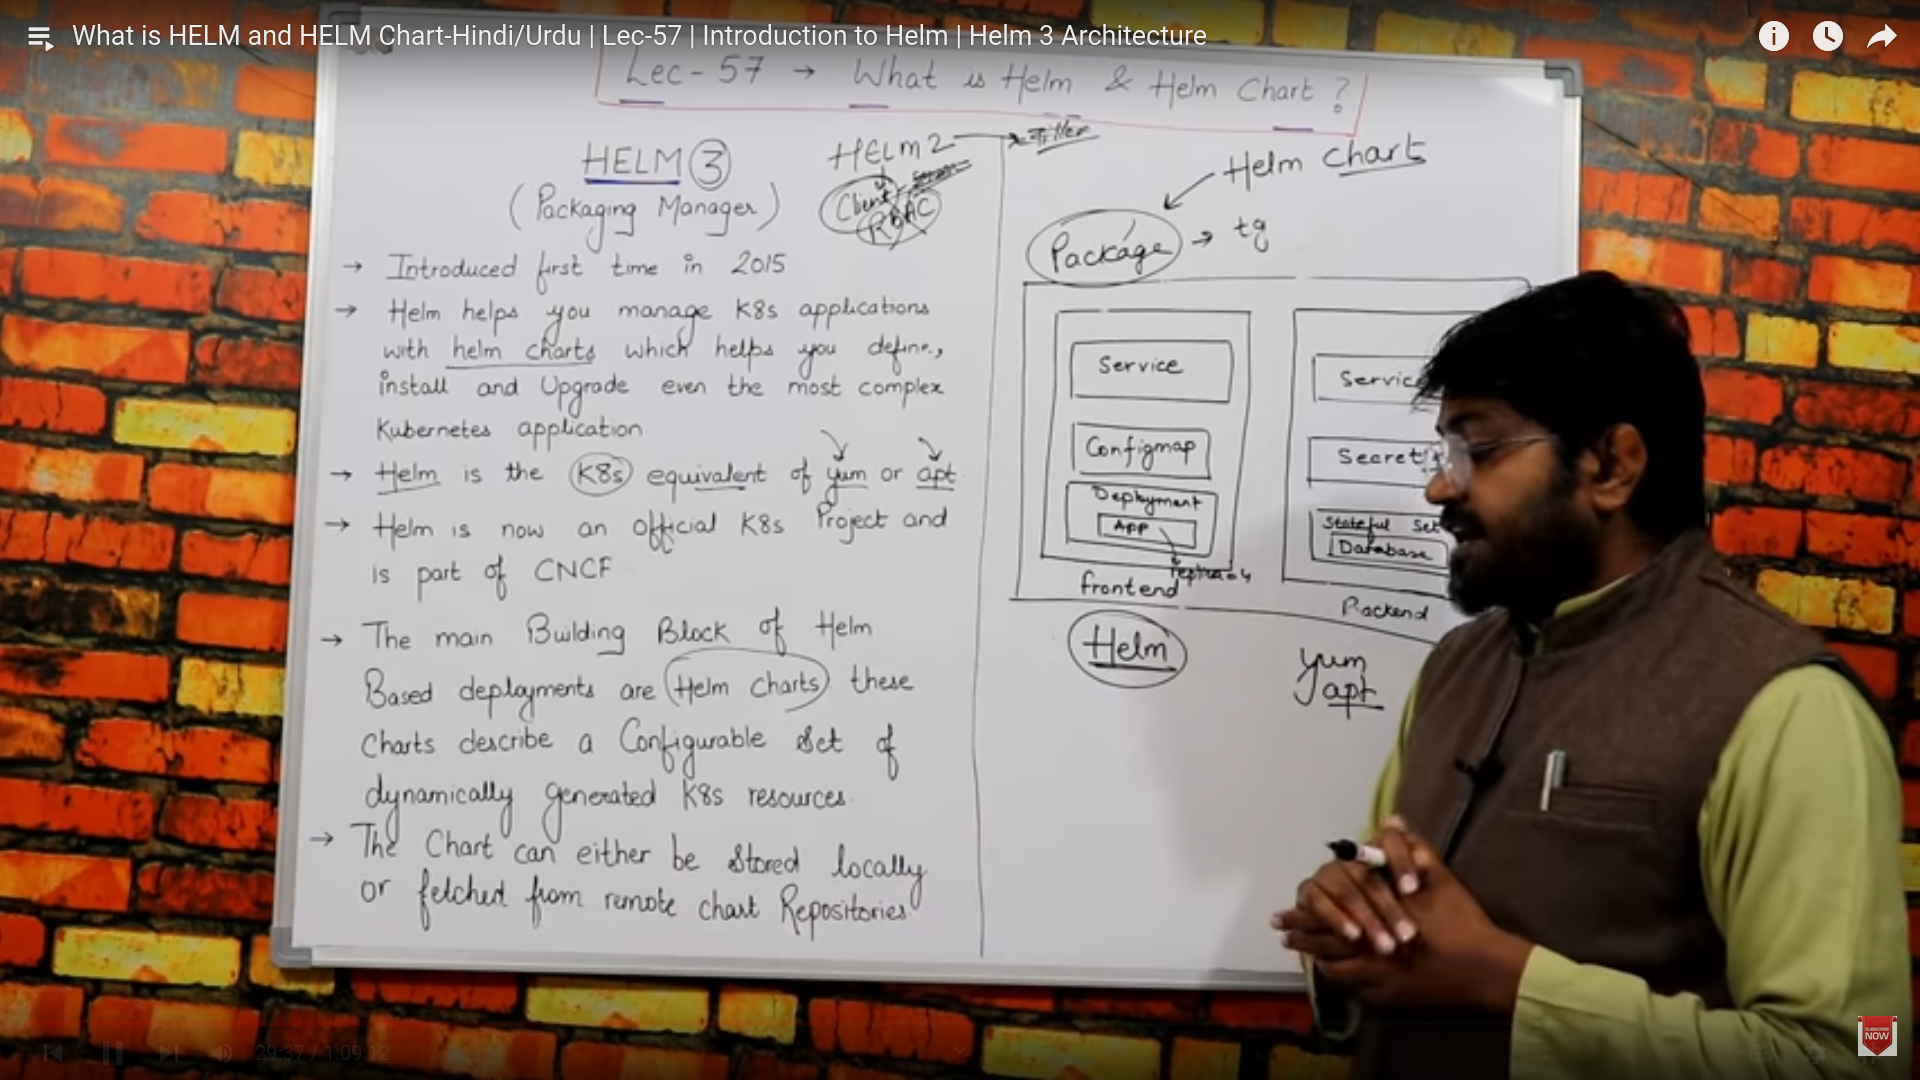 What is HELM and HELM Chart-Hindi/Urdu | Lec-57 | Introduction to Helm | Helm 3 Architecture
Lec-57 → What is Helm & Helm Chart ?
HELM 3
(Packaging Manager)
HELM 2 → Tiller
Client
RBAC
→ Introduced first time in 2015
→ Helm helps you manage K8s applications
with helm charts which helps you define,
install and Upgrade even the most complex
Kubernetes application
→ Helm is the K8s equivalent of yum or apt
→ Helm is now an official K8s Project and
is part of CNCF
→ The main Building Block of Helm
Based deployments are Helm Charts these
Charts describe a Configurable Set of
dynamically generated K8s resources.
→ The Chart can either be stored locally
or fetched from remote chart Repositories
Helm Chart
Package → tg
Service
Configmap
Deployment
App
frontend
Service
Secret
Stateful Set
Database
Backend
Helm
yum
apt
29:37 / 1:09:12
SUBSCRIBE
NOW